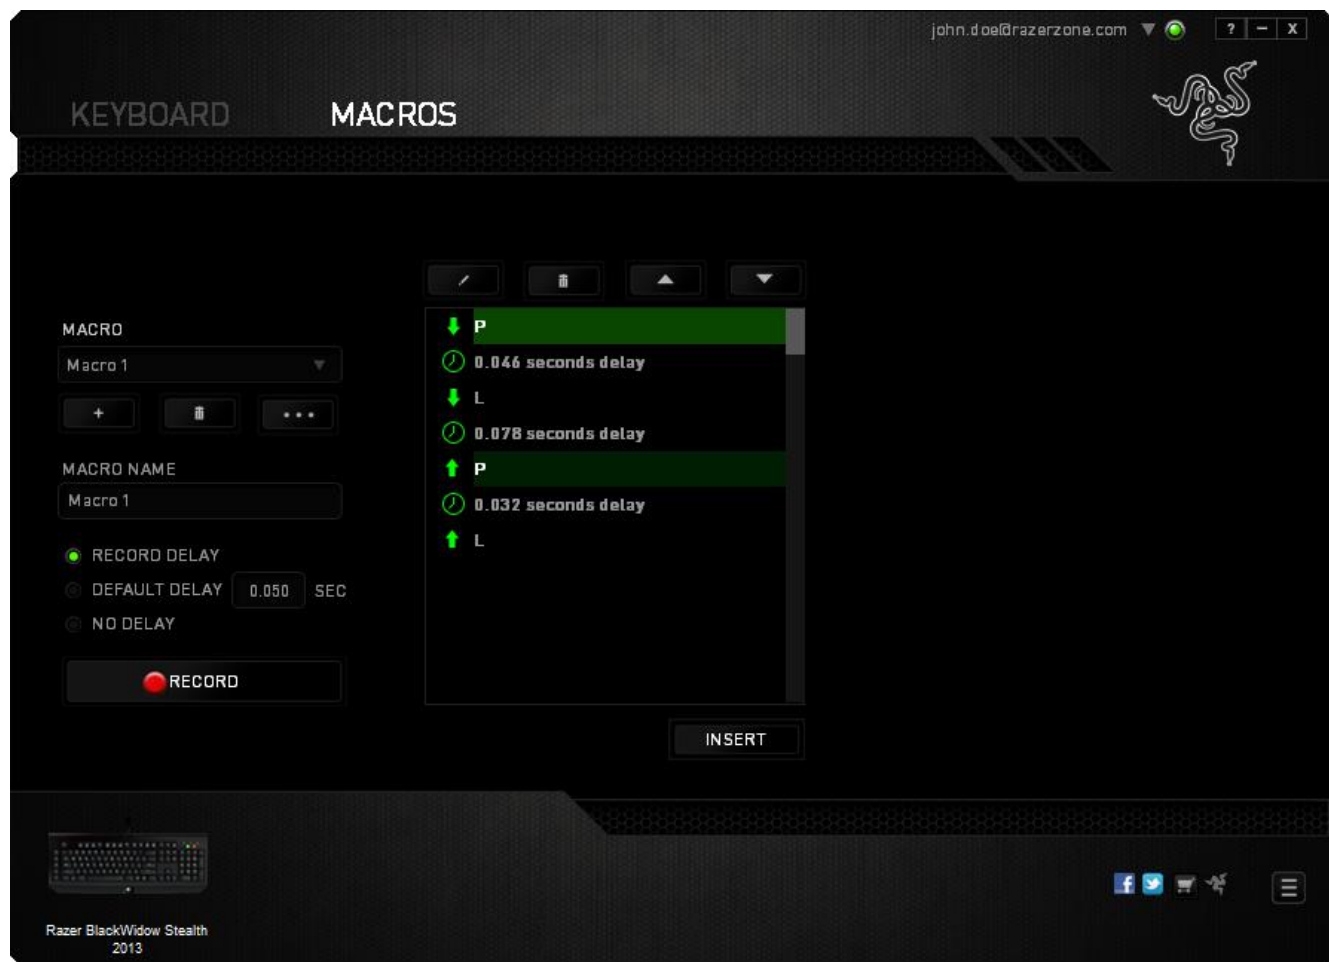 john.doe@razerzone.com
? – X
KEYBOARD MACROS
MACRO
Macro 1
+
MACRO NAME
Macro 1
RECORD DELAY
DEFAULT DELAY 0.050 SEC
NO DELAY
RECORD
P
0.046 seconds delay
L
0.078 seconds delay
P
0.032 seconds delay
L
INSERT
f
Razer BlackWidow Stealth
2013